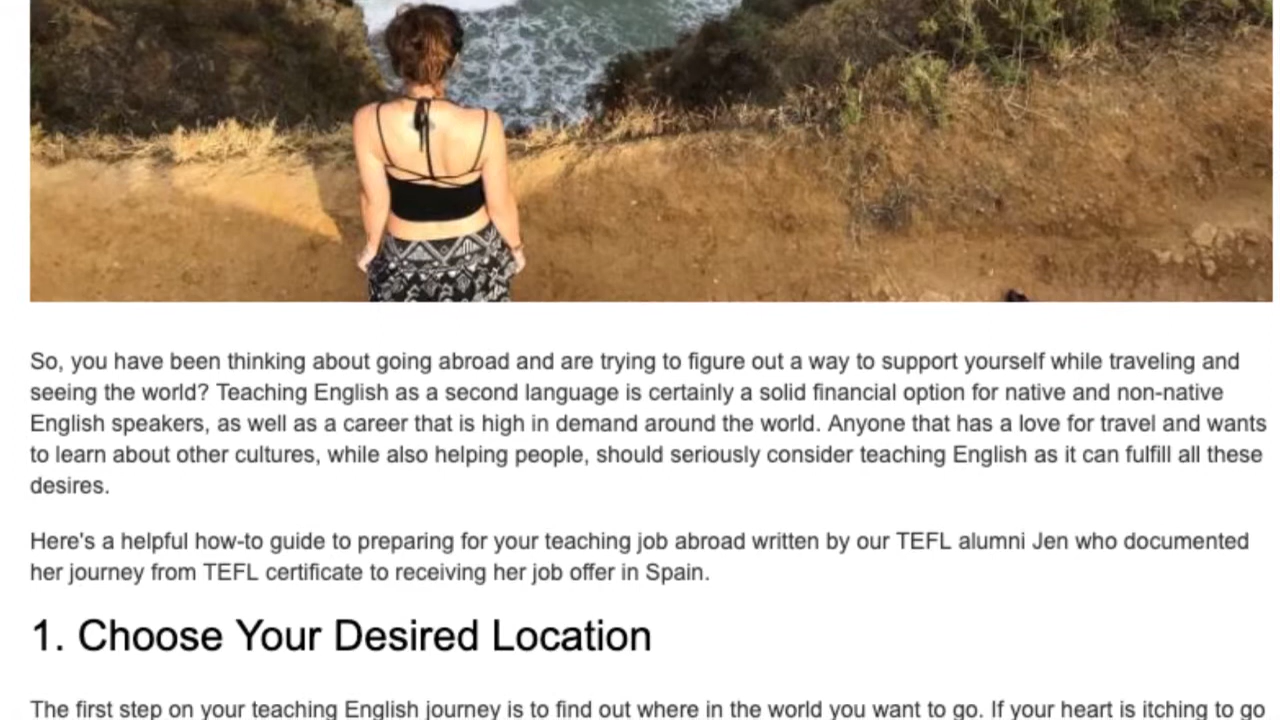 So, you have been thinking about going abroad and are trying to figure out a way to support yourself while traveling and
seeing the world? Teaching English as a second language is certainly a solid financial option for native and non-native
English speakers, as well as a career that is high in demand around the world. Anyone that has a love for travel and wants
to learn about other cultures, while also helping people, should seriously consider teaching English as it can fulfill all these
desires.
Here's a helpful how-to guide to preparing for your teaching job abroad written by our TEFL alumni Jen who documented
her journey from TEFL certificate to receiving her job offer in Spain.
1. Choose Your Desired Location
The first step on your teaching English journey is to find out where in the world you want to go. If your heart is itching to go